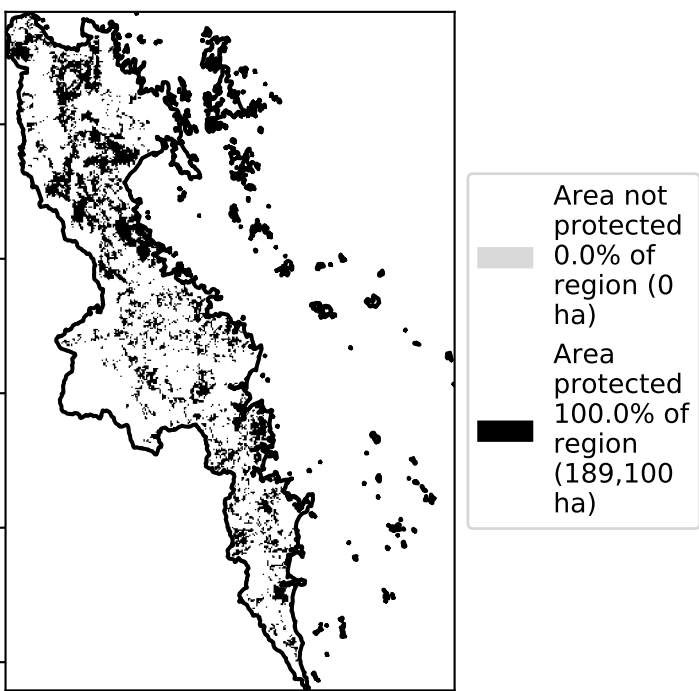 Area not
protected
0.0% of
region (0
ha)
Area
protected
100.0% of
region
(189,100
ha)